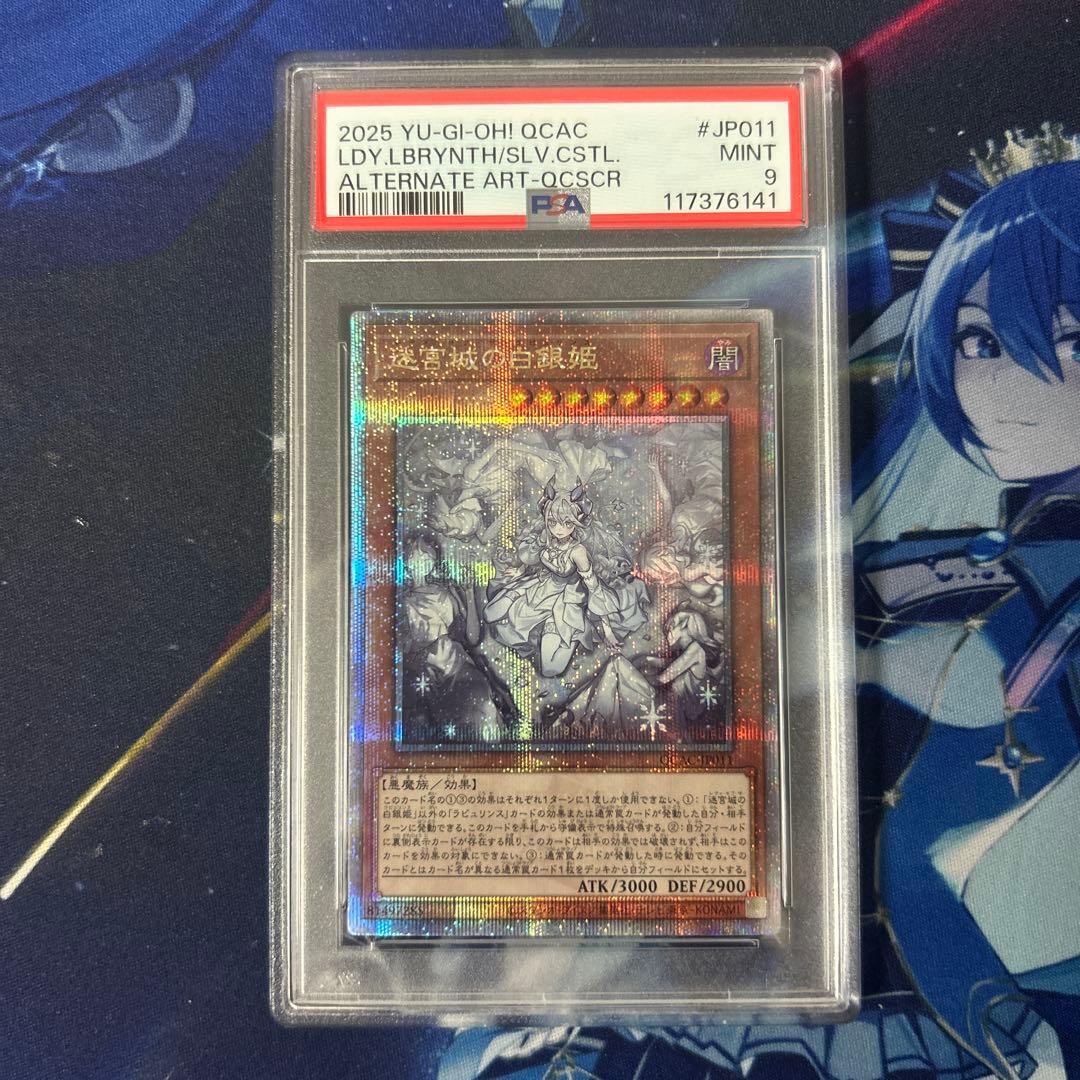 2025 YU-GI-OH! QCAC #JP011
LDY.LBRYNTH/SLV.CSTL. MINT
ALTERNATE ART-QCSCR 9
PSA 117376141
迷宮城の白銀姫 闇
QCAC-JP011
【悪魔族/効果】
このカード名の①③の効果はそれぞれ1ターンに1度しか使用できない。①:「迷宮城の
白銀姫」以外の「ラビュリンス」カードの効果または通常罠カードが発動した自分・相手
ターンに発動できる。このカードを手札から守備表示で特殊召喚する。②:自分フィールド
に裏側表示カードが存在する限り、このカードは相手の効果では破壊されず、相手はこの
カードを効果の対象にできない。③:通常罠カードが発動した時に発動できる。その
カードとはカード名が異なる通常罠カード1枚をデッキから自分フィールドにセットする。
ATK/3000 DEF/2900
KONAMI